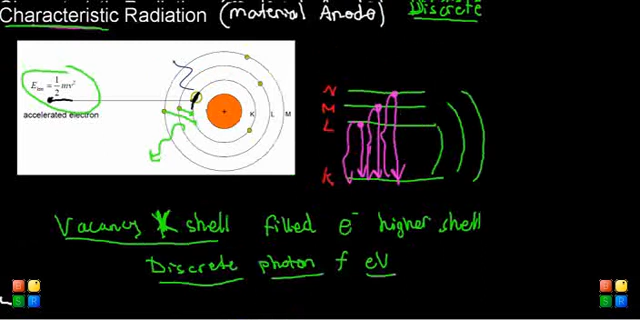 Characteristic Radiation (Material Anode) Discrete
E = 1/2 mv²
accelerated electron
K L M
N
M
L
K
Vacancy K shell filled e⁻ higher shell
Discrete photon f eV
B
S R
B
S R